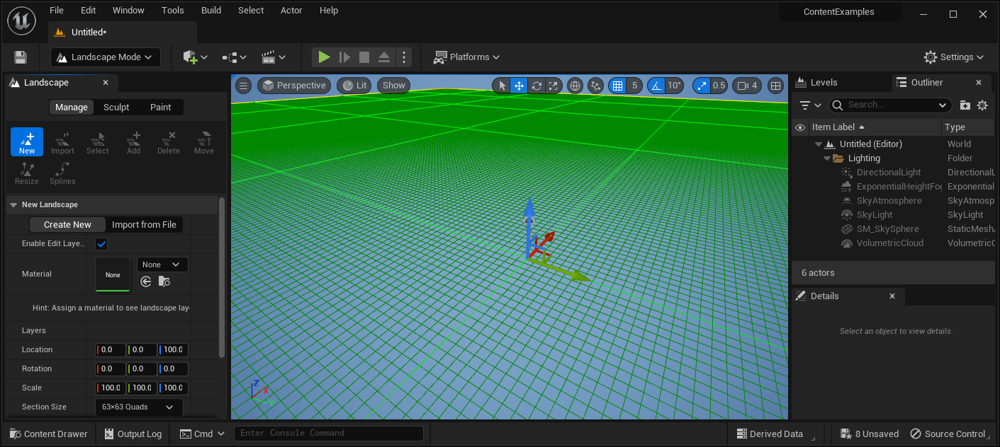 File Edit Window Tools Build Select Actor Help
ContentExamples
Untitled*
Landscape Mode
Platforms
Settings
Landscape
Manage Sculpt Paint
New Import Select Add Delete Move
Resize Splines
New Landscape
Create New Import from File
Enable Edit Laye...
Material None None
Hint: Assign a material to see landscape lay
Layers
Location 0.0 0.0 100.0
Rotation 0.0 0.0 0.0
Scale 100.0 100.0 100.0
Section Size 63×63 Quads
Perspective Lit Show
5 10° 0.5 4
Z
X
Y
Levels Outliner
Search...
Item Label Type
Untitled (Editor) World
Lighting Folder
DirectionalLight DirectionalL
ExponentialHeightFog Exponential
SkyAtmosphere SkyAtmosp
SkyLight SkyLight
SM_SkySphere StaticMeshA
VolumetricCloud VolumetricC
6 actors
Details
Select an object to view details.
Content Drawer Output Log Cmd Enter Console Command Derived Data 8 Unsaved Source Control